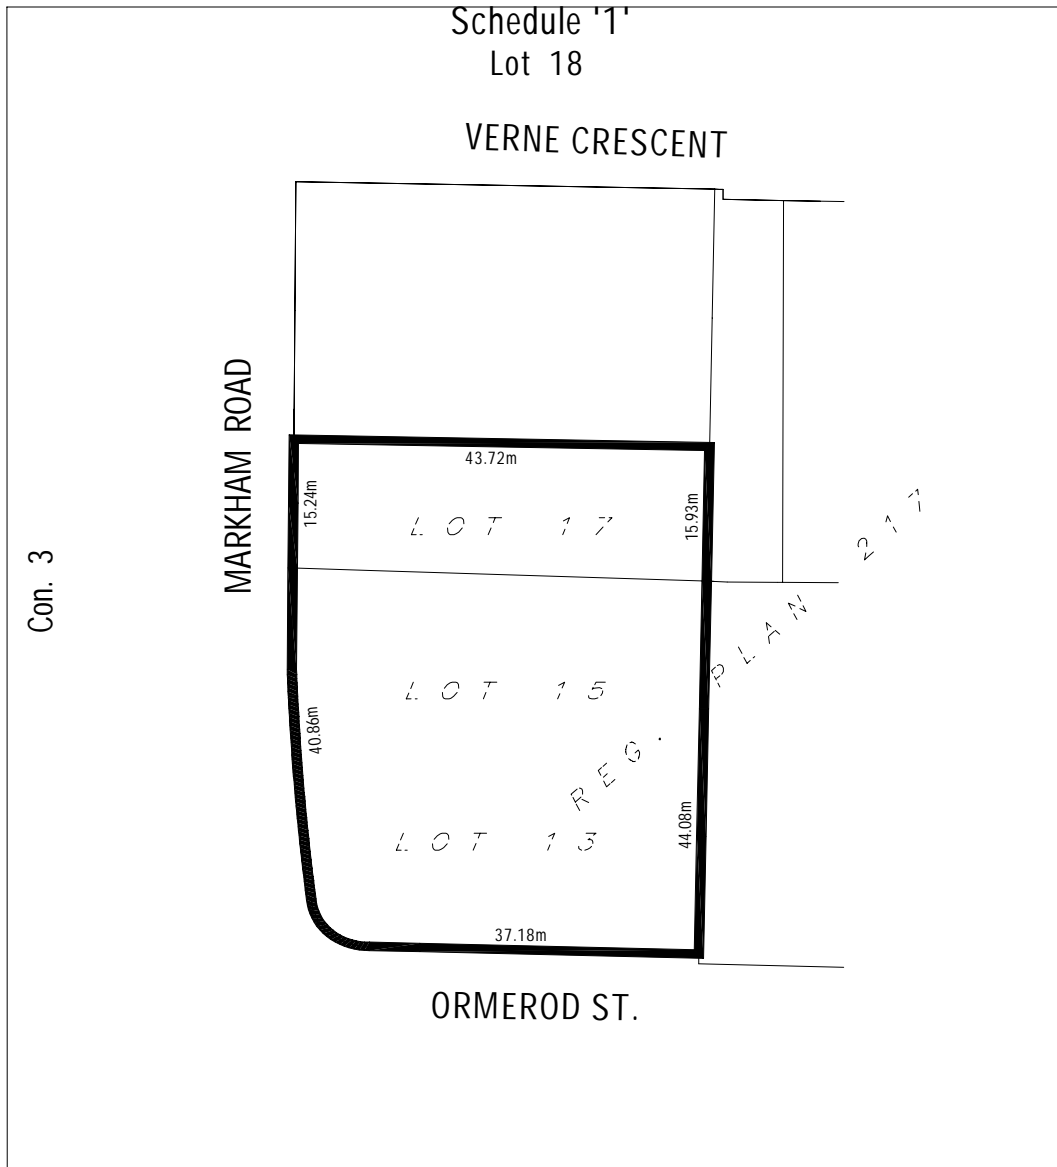 Schedule '1'
Lot 18
VERNE CRESCENT
MARKHAM ROAD
Con. 3
43.72m
15.24m
15.93m
LOT 17
REG. PLAN 217
LOT 15
40.86m
44.08m
LOT 13
37.18m
ORMEROD ST.